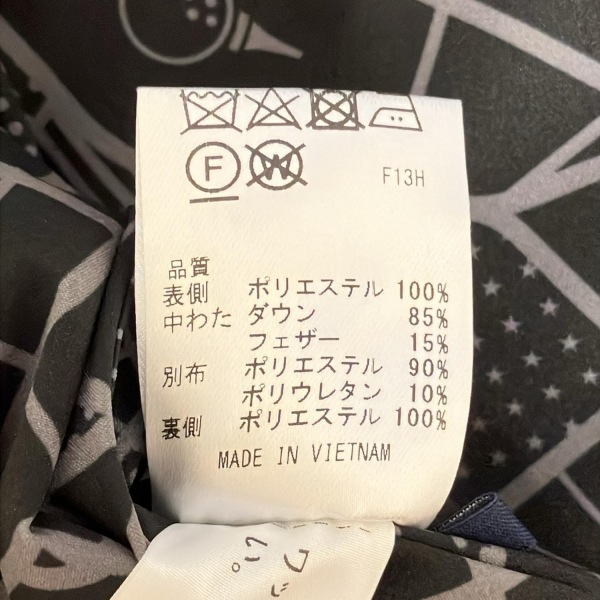 F W F13H
品質
表側 ポリエステル 100%
中わた ダウン 85%
フェザー 15%
別布 ポリエステル 90%
ポリウレタン 10%
裏側 ポリエステル 100%
MADE IN VIETNAM